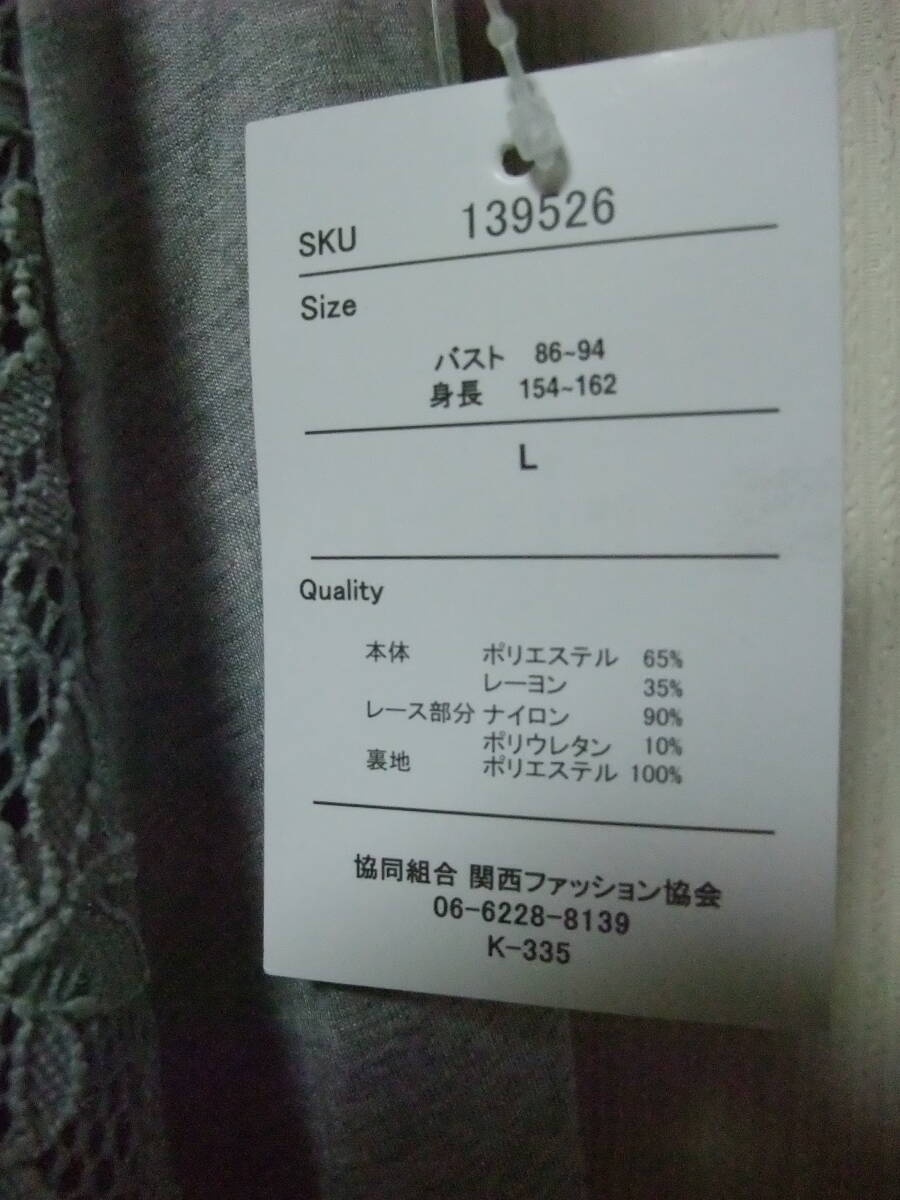 SKU 139526
Size
バスト 86~94
身長 154~162
L
Quality
本体 ポリエステル 65%
レーヨン 35%
レース部分 ナイロン 90%
ポリウレタン 10%
裏地 ポリエステル 100%
協同組合 関西ファッション協会
06-6228-8139
K-335